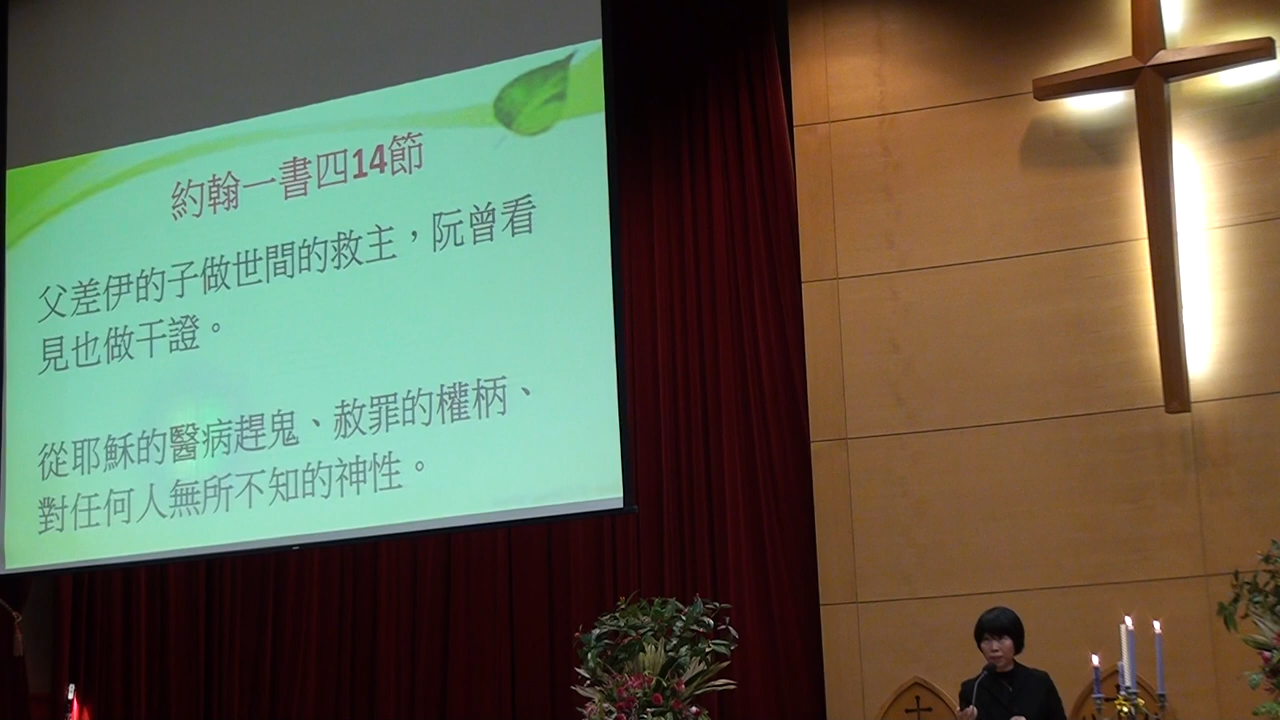 約翰一書四14節
父差伊的子做世間的救主，阮曾看
見也做干證。
從耶穌的醫病趕鬼、赦罪的權柄、
對任何人無所不知的神性。